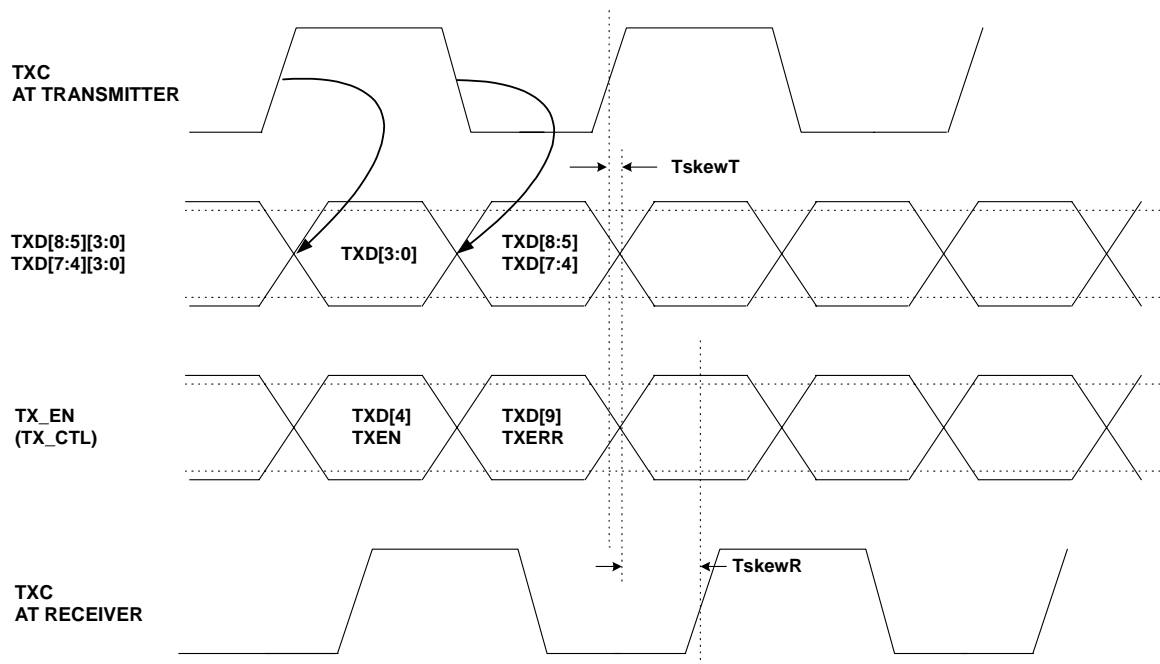 TXC
AT TRANSMITTER
TskewT
TXD[8:5][3:0]
TXD[7:4][3:0]
TXD[3:0]
TXD[8:5]
TXD[7:4]
TX_EN
(TX_CTL)
TXD[4]
TXEN
TXD[9]
TXERR
TskewR
TXC
AT RECEIVER